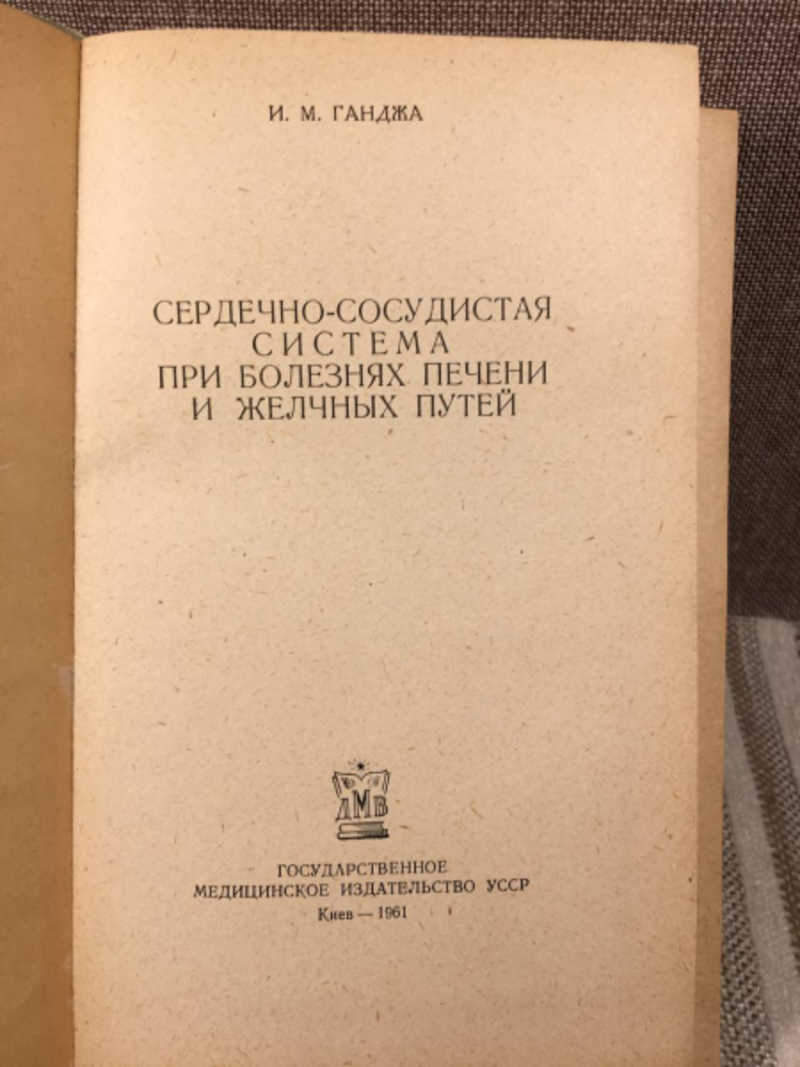 И. М. ГАНДЖА
СЕРДЕЧНО-СОСУДИСТАЯ
СИСТЕМА
ПРИ БОЛЕЗНЯХ ПЕЧЕНИ
И ЖЕЛЧНЫХ ПУТЕЙ
ДМВ
ГОСУДАРСТВЕННОЕ
МЕДИЦИНСКОЕ ИЗДАТЕЛЬСТВО УССР
Киев — 1961